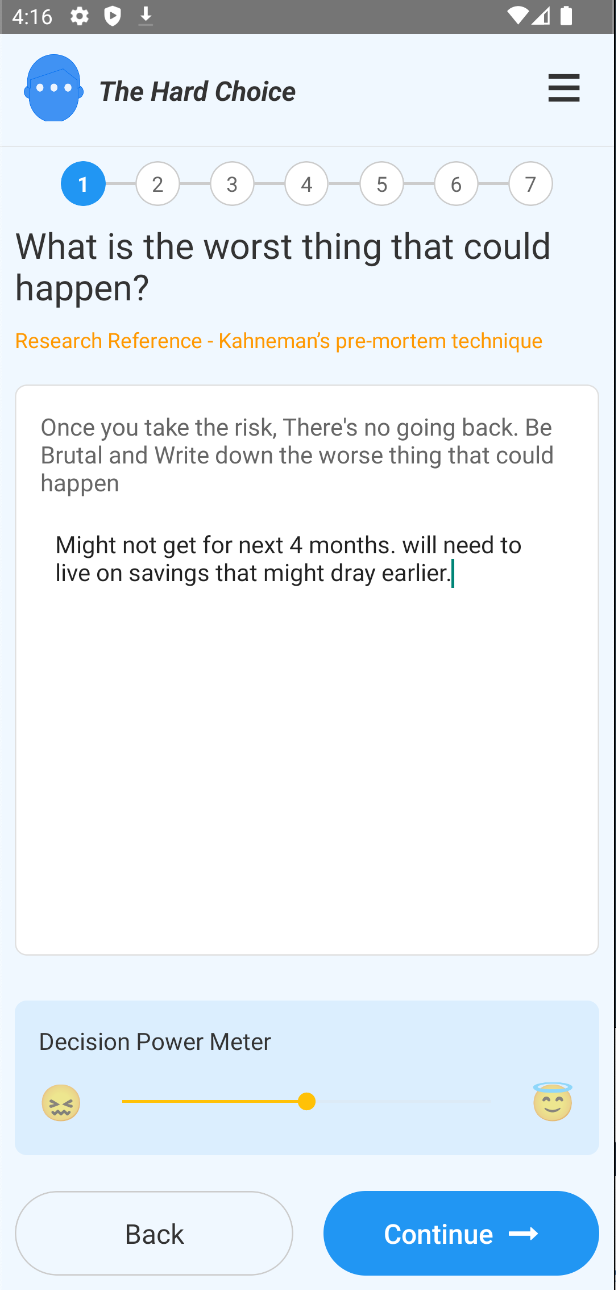 4:16
The Hard Choice
1 2 3 4 5 6 7
What is the worst thing that could
happen?
Research Reference - Kahneman's pre-mortem technique
Once you take the risk, There's no going back. Be
Brutal and Write down the worse thing that could
happen
Might not get for next 4 months. will need to
live on savings that might dray earlier.
Decision Power Meter
Back
Continue